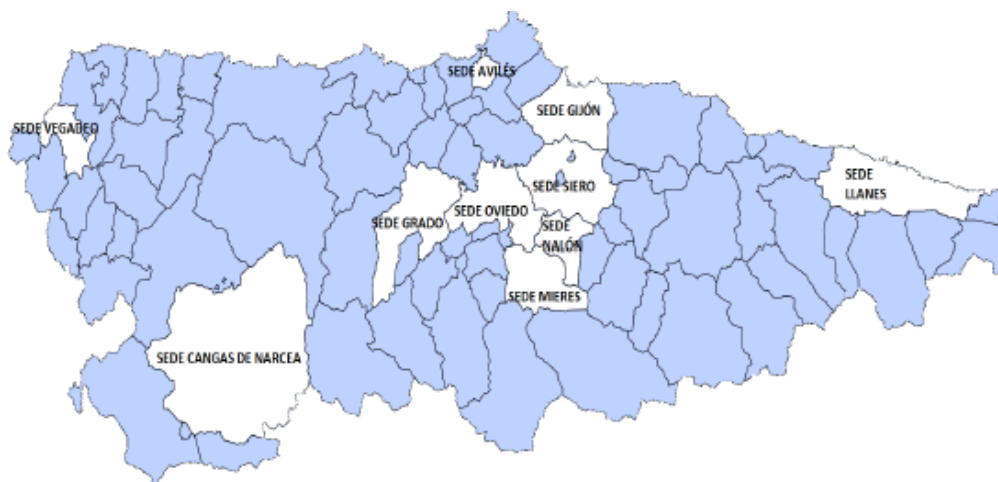 SEDE AVILÉS
SEDE GIJÓN
SEDE VEGADEO
SEDE
LLANES
SEDE SIERO
SEDE OVIEDO
SEDE GRADO
SEDE
NALÓN
SEDE MIERES
SEDE CANGAS DE NARCEA